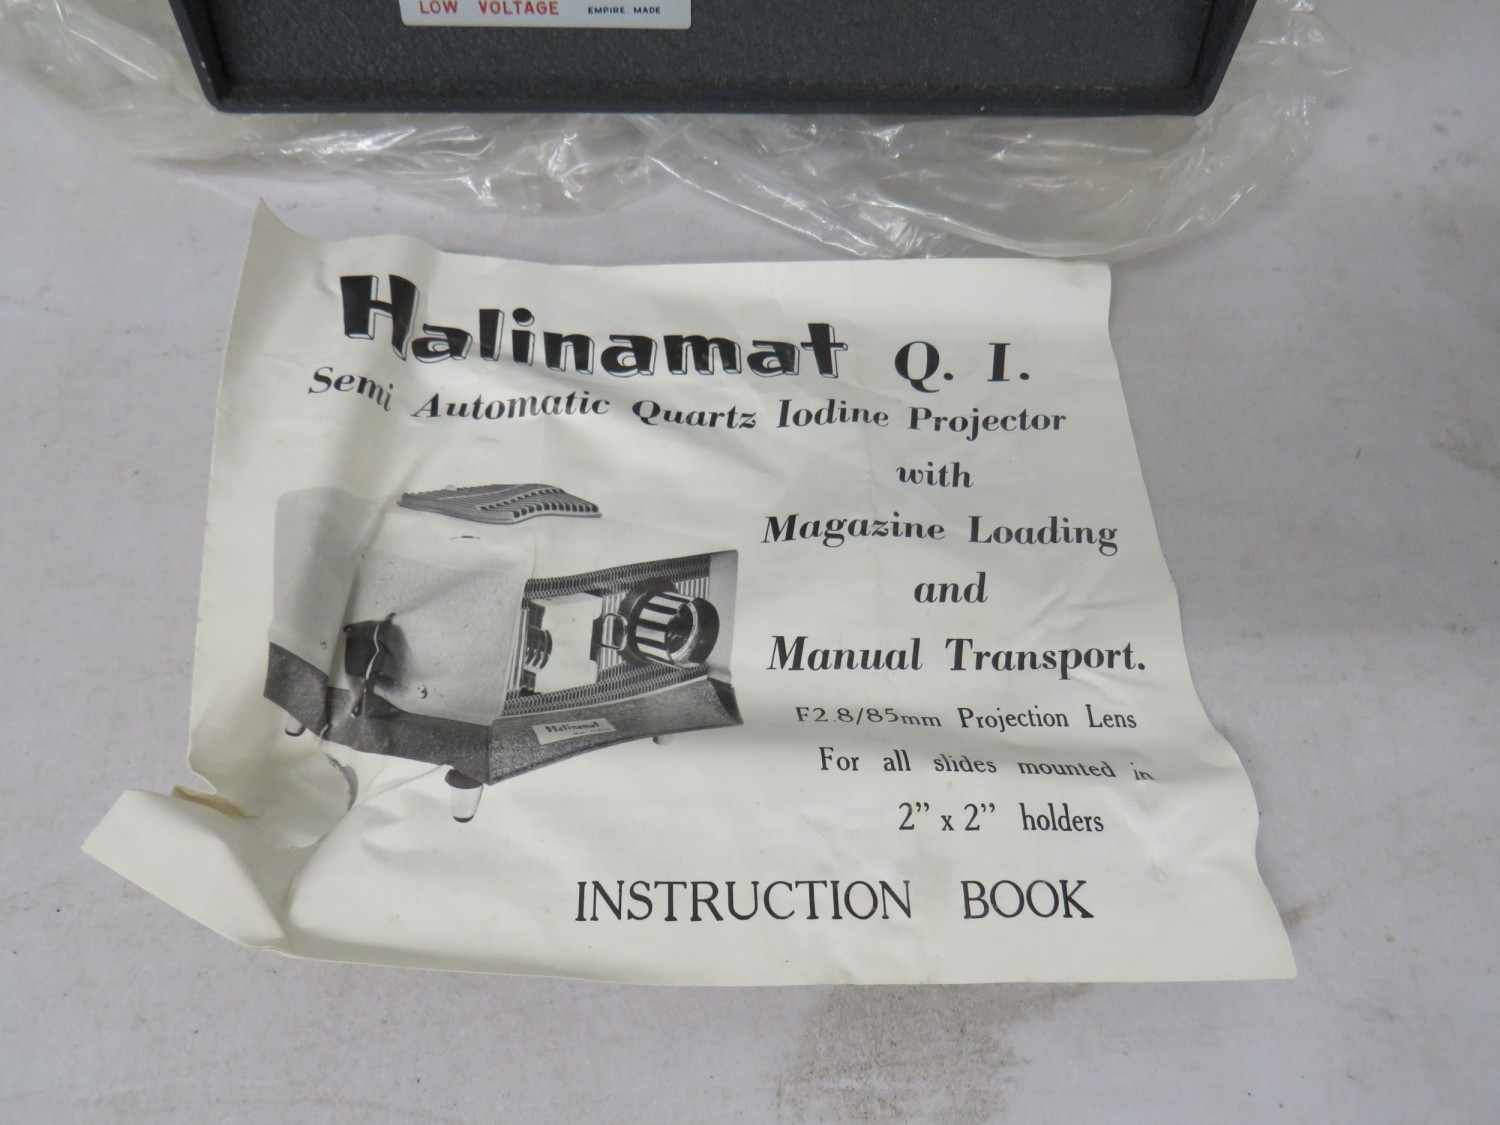 LOW VOLTAGE EMPIRE MADE
Halinamat Q. I.
Semi Automatic Quartz Iodine Projector
with
Magazine Loading
and
Manual Transport.
F2.8/85mm Projection Lens
For all slides mounted in
2" x 2" holders
Halinamat
INSTRUCTION BOOK